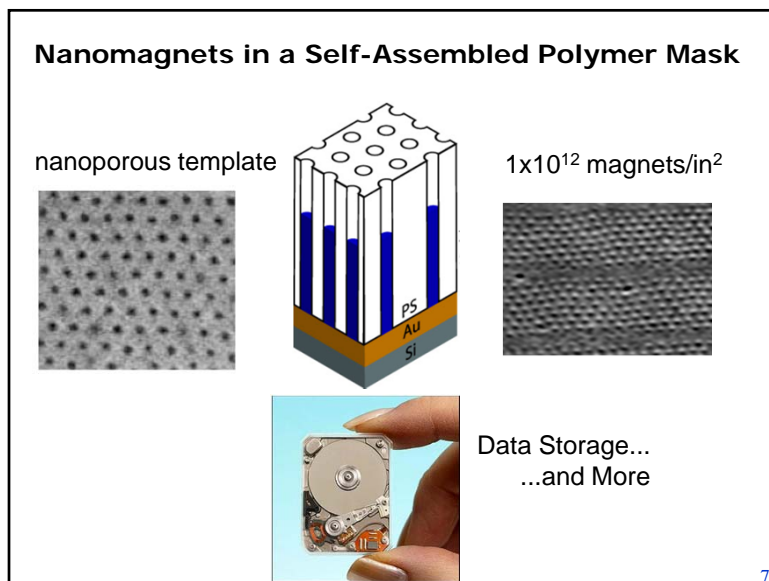 Nanomagnets in a Self-Assembled Polymer Mask
nanoporous template
1x10¹² magnets/in²
PS
Au
Si
Data Storage...
...and More
7